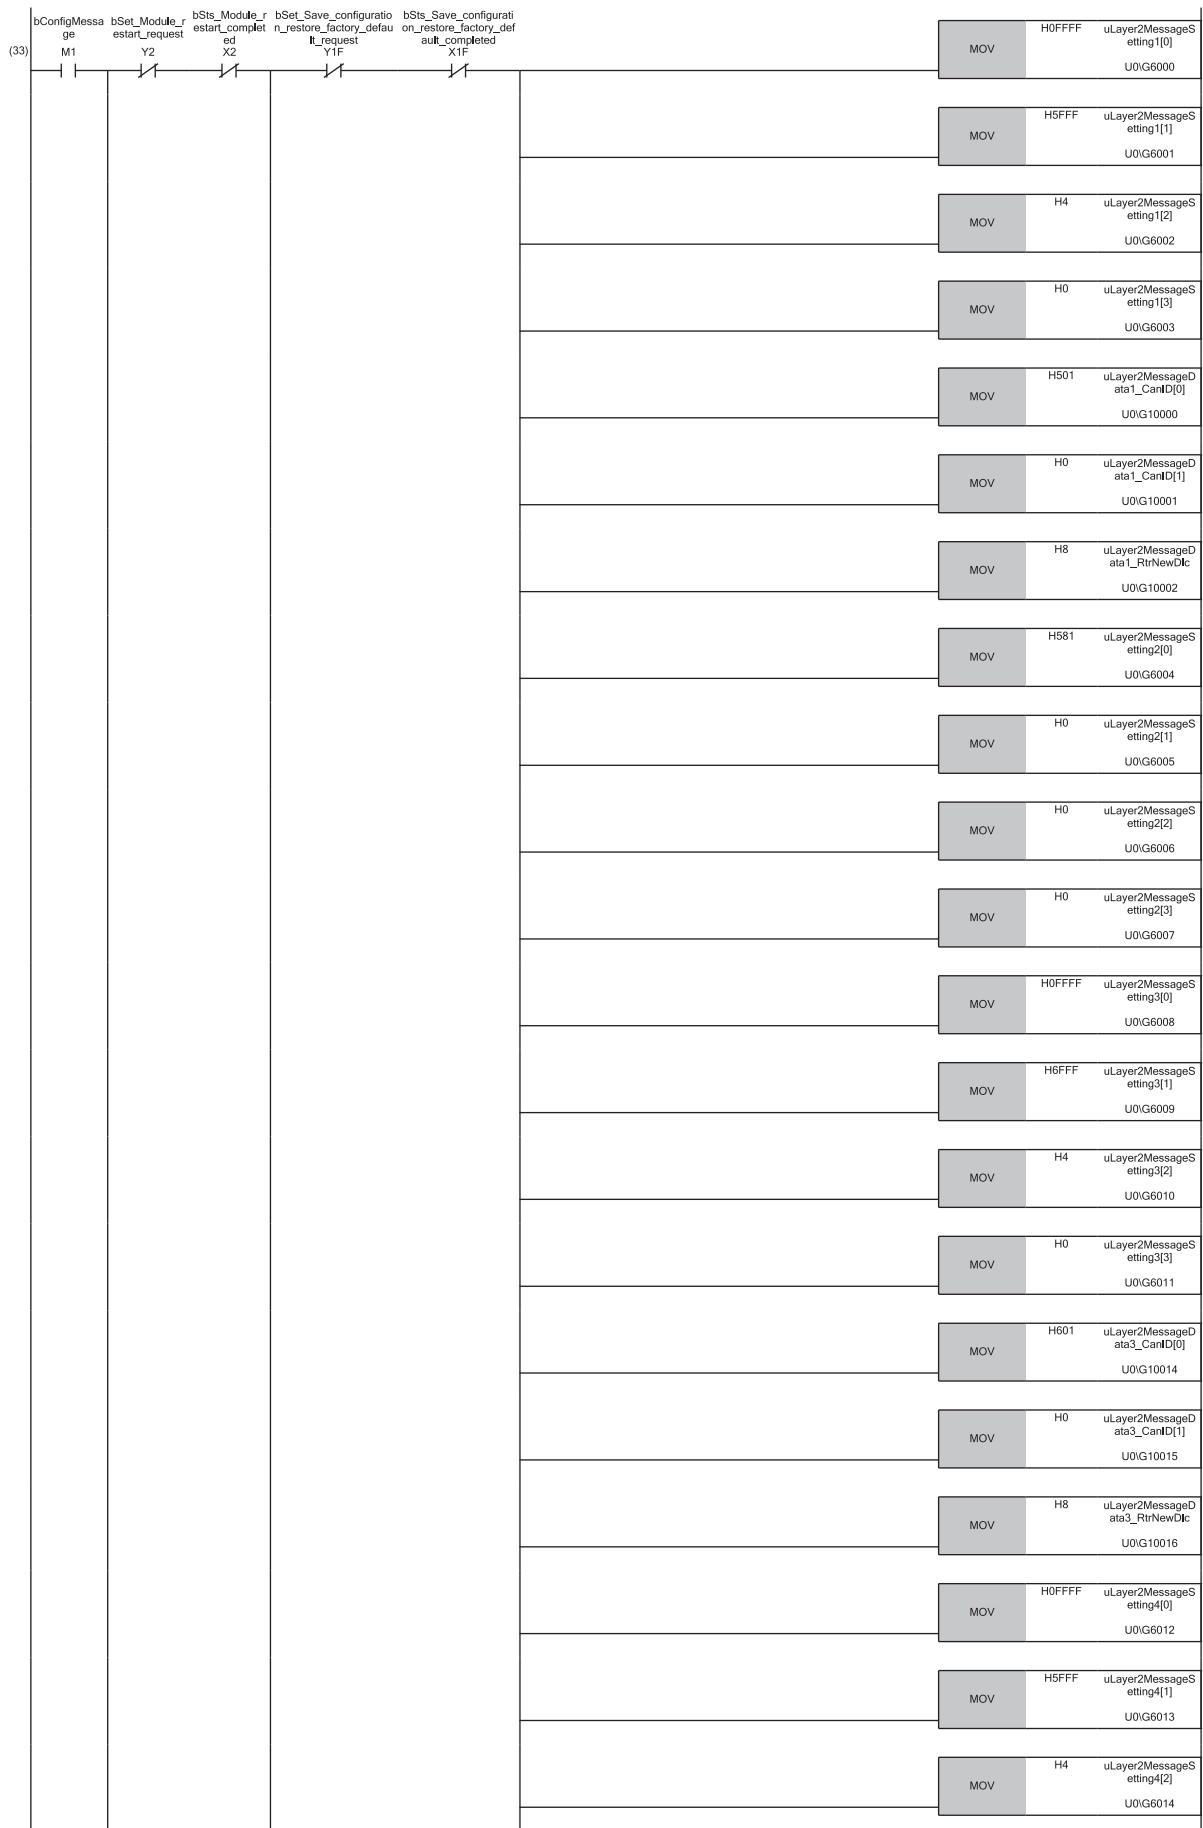 bConfigMessa
ge
M1
bSet_Module_r
estart_request
Y2
bSts_Module_r
estart_complet
ed
X2
bSet_Save_configuratio
n_restore_factory_defau
lt_request
Y1F
bSts_Save_configurati
on_restore_factory_def
ault_completed
X1F
(33)
MOV
H0FFFF
uLayer2MessageS
etting1[0]
U0\G6000
MOV
H5FFF
uLayer2MessageS
etting1[1]
U0\G6001
MOV
H4
uLayer2MessageS
etting1[2]
U0\G6002
MOV
H0
uLayer2MessageS
etting1[3]
U0\G6003
MOV
H501
uLayer2MessageD
ata1_CanID[0]
U0\G10000
MOV
H0
uLayer2MessageD
ata1_CanID[1]
U0\G10001
MOV
H8
uLayer2MessageD
ata1_RtrNewDlc
U0\G10002
MOV
H581
uLayer2MessageS
etting2[0]
U0\G6004
MOV
H0
uLayer2MessageS
etting2[1]
U0\G6005
MOV
H0
uLayer2MessageS
etting2[2]
U0\G6006
MOV
H0
uLayer2MessageS
etting2[3]
U0\G6007
MOV
H0FFFF
uLayer2MessageS
etting3[0]
U0\G6008
MOV
H6FFF
uLayer2MessageS
etting3[1]
U0\G6009
MOV
H4
uLayer2MessageS
etting3[2]
U0\G6010
MOV
H0
uLayer2MessageS
etting3[3]
U0\G6011
MOV
H601
uLayer2MessageD
ata3_CanID[0]
U0\G10014
MOV
H0
uLayer2MessageD
ata3_CanID[1]
U0\G10015
MOV
H8
uLayer2MessageD
ata3_RtrNewDlc
U0\G10016
MOV
H0FFFF
uLayer2MessageS
etting4[0]
U0\G6012
MOV
H5FFF
uLayer2MessageS
etting4[1]
U0\G6013
MOV
H4
uLayer2MessageS
etting4[2]
U0\G6014